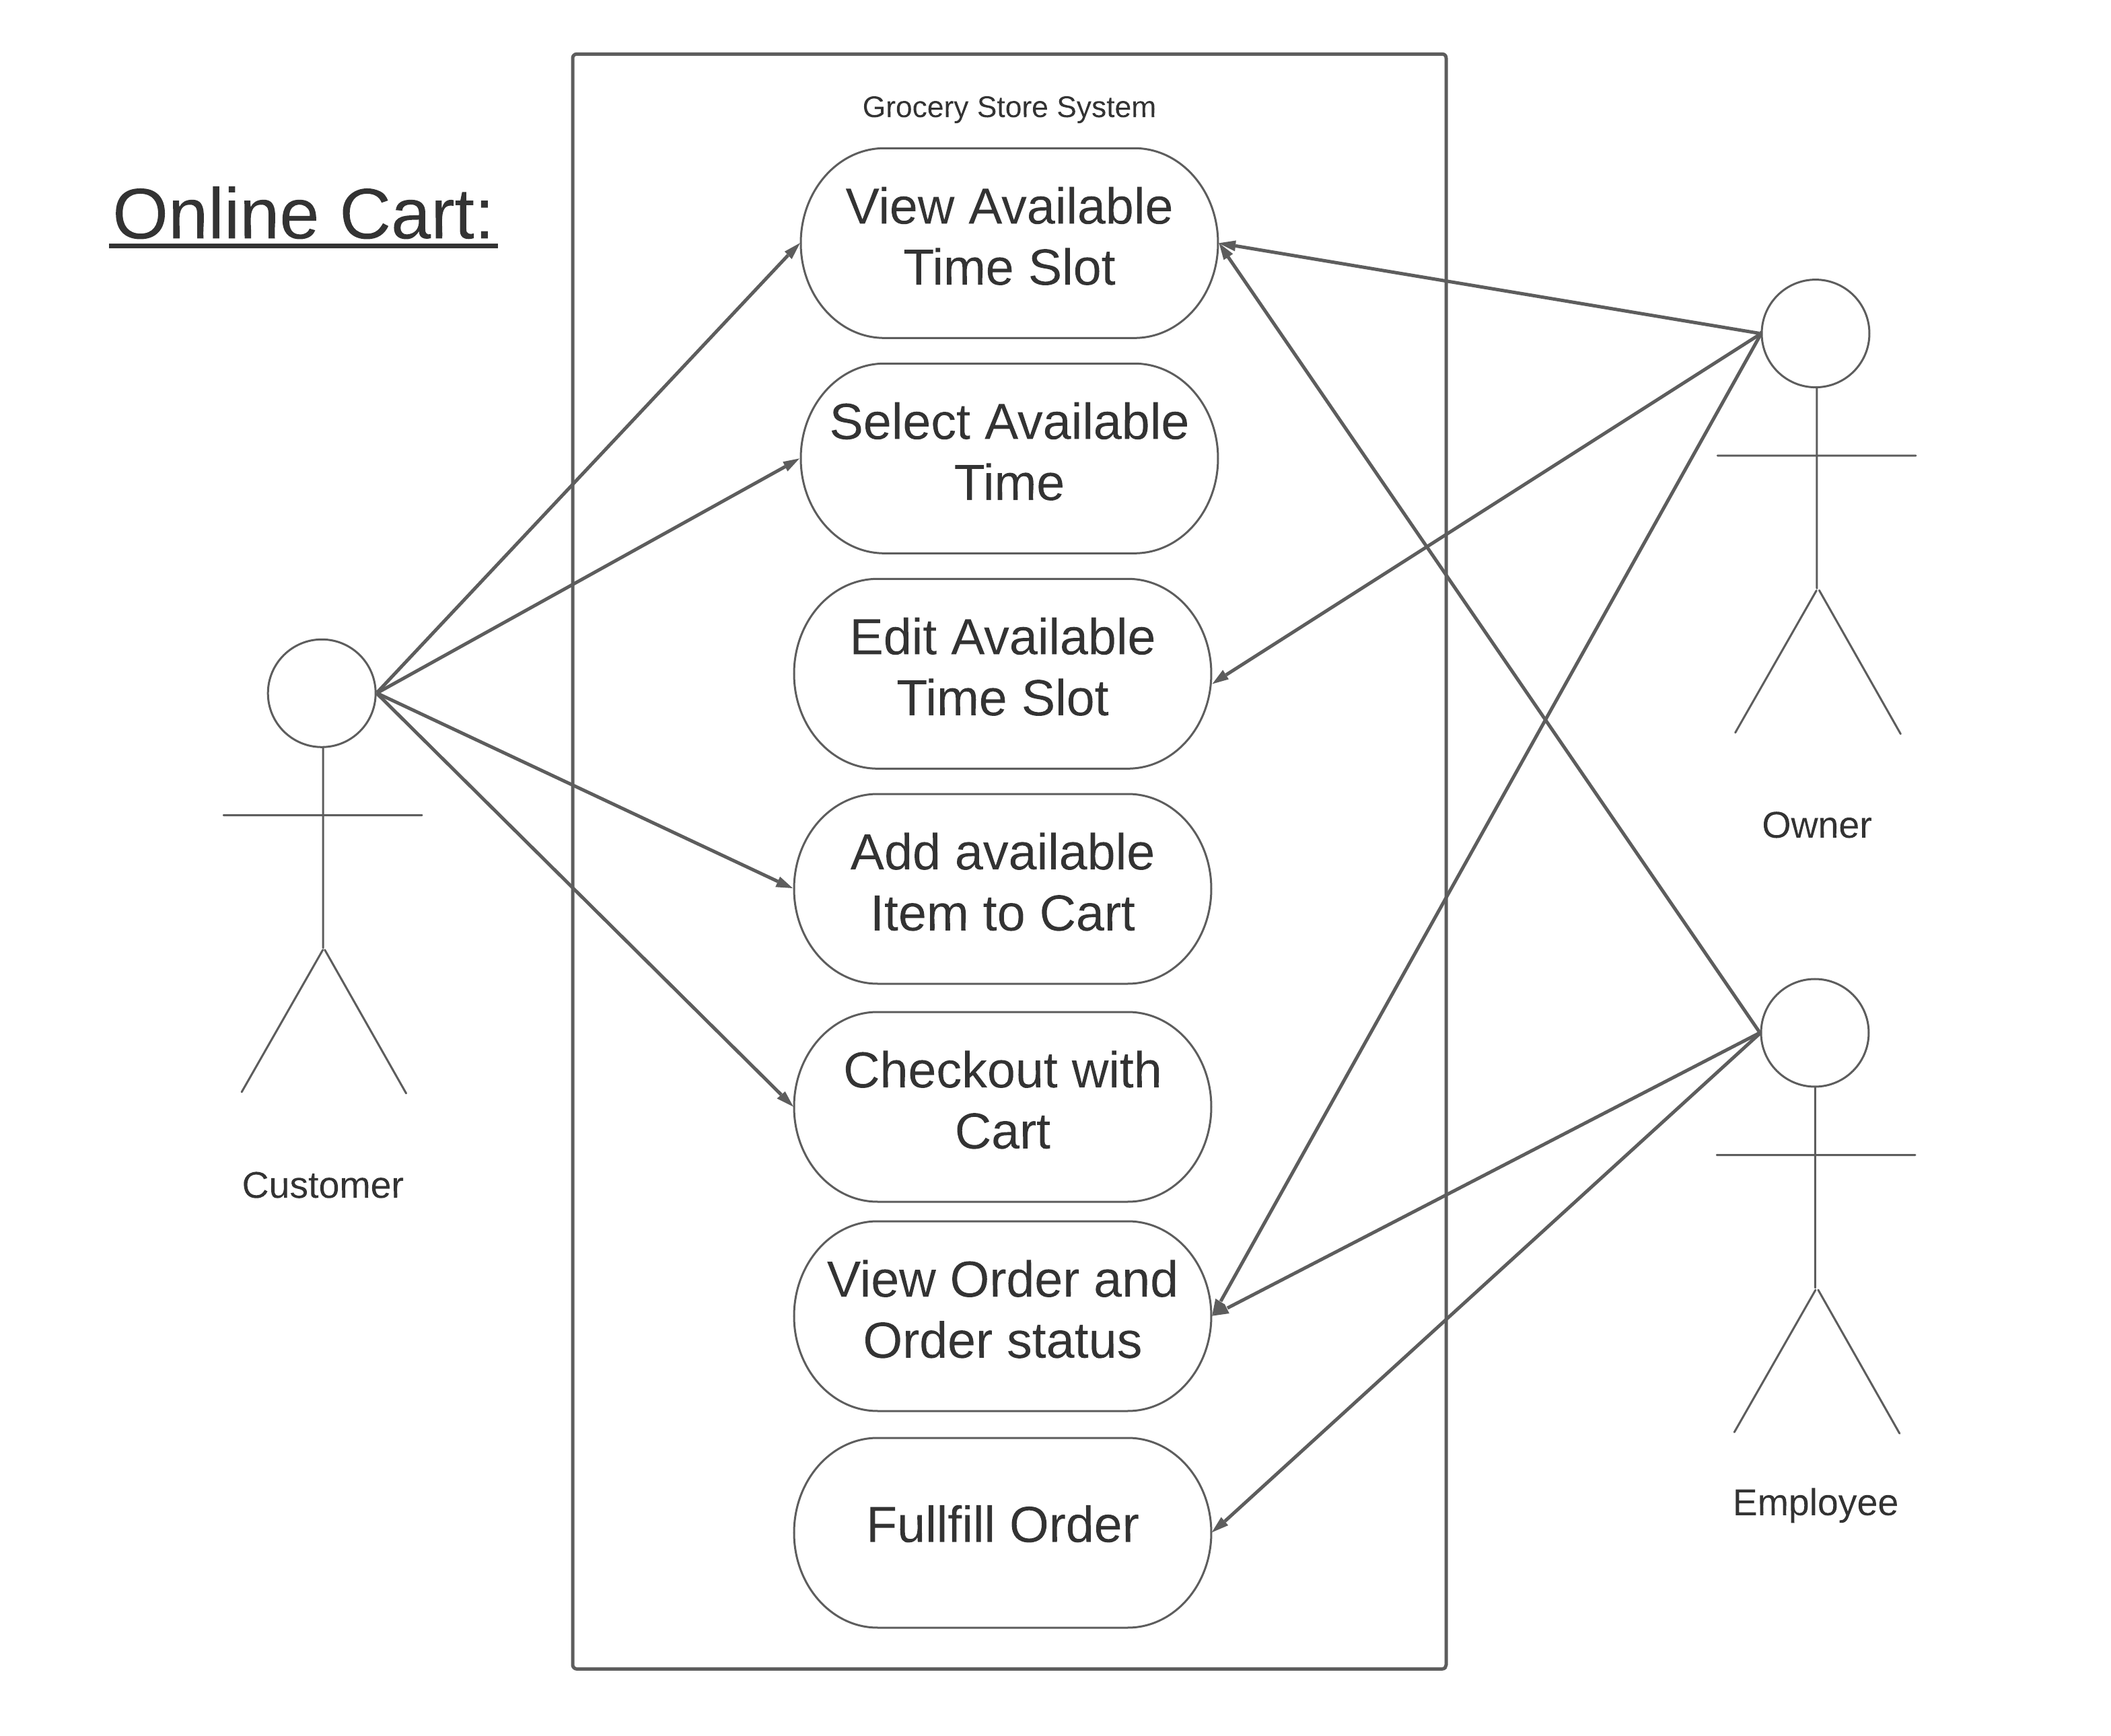 Grocery Store System
Online Cart:
View Available
Time Slot
Select Available
Time
Edit Available
Time Slot
Add available
Item to Cart
Checkout with
Cart
View Order and
Order status
Fullfill Order
Customer
Owner
Employee